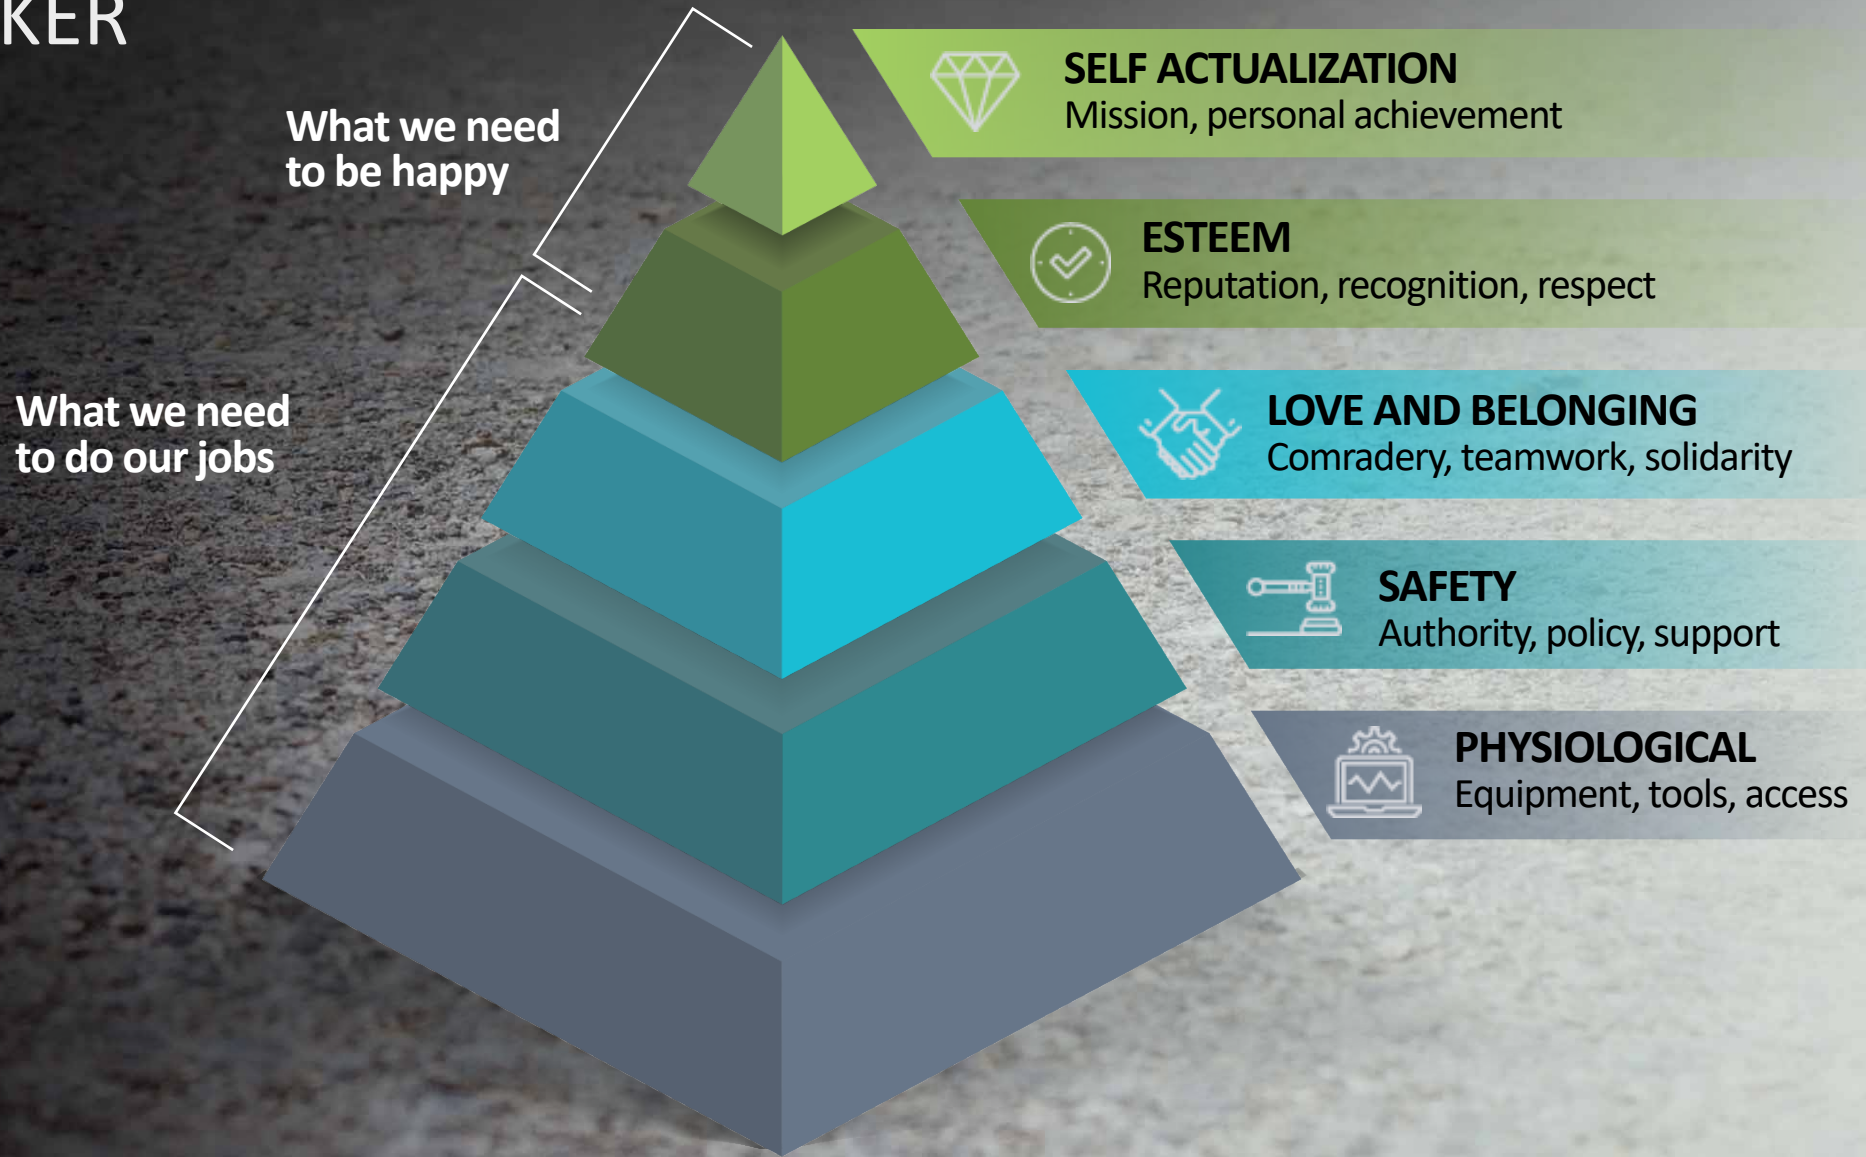 KER
What we need
to be happy
What we need
to do our jobs
SELF ACTUALIZATION
Mission, personal achievement
ESTEEM
Reputation, recognition, respect
LOVE AND BELONGING
Comradery, teamwork, solidarity
SAFETY
Authority, policy, support
PHYSIOLOGICAL
Equipment, tools, access